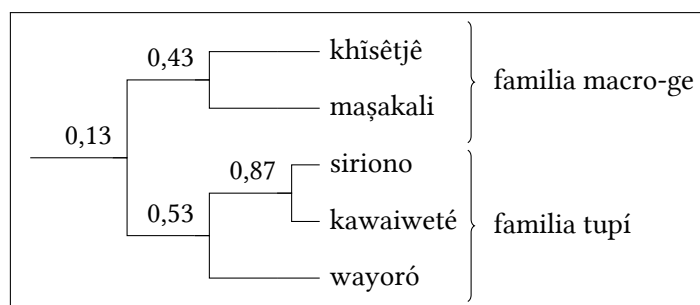 khĩsêtjê
0,43
familia macro-ge
maṣakali
0,13
siriono
0,87
kawaiweté
familia tupí
0,53
wayoró